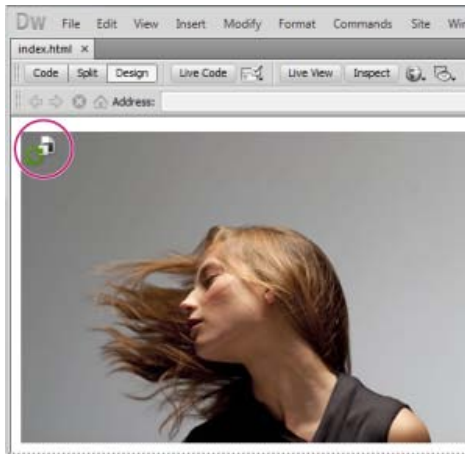 Dw File Edit View Insert Modify Format Commands Site
index.html ×
Code Split Design Live Code Live View Inspect
Address: